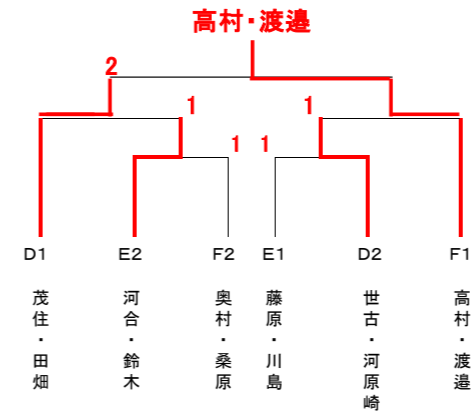 高村・渡邉
2
1 1
1 1
D1 E2 F2 E1 D2 F1
茂住・田畑
河合・鈴木
奥村・桑原
藤原・川島
世古・河原崎
高村・渡邉